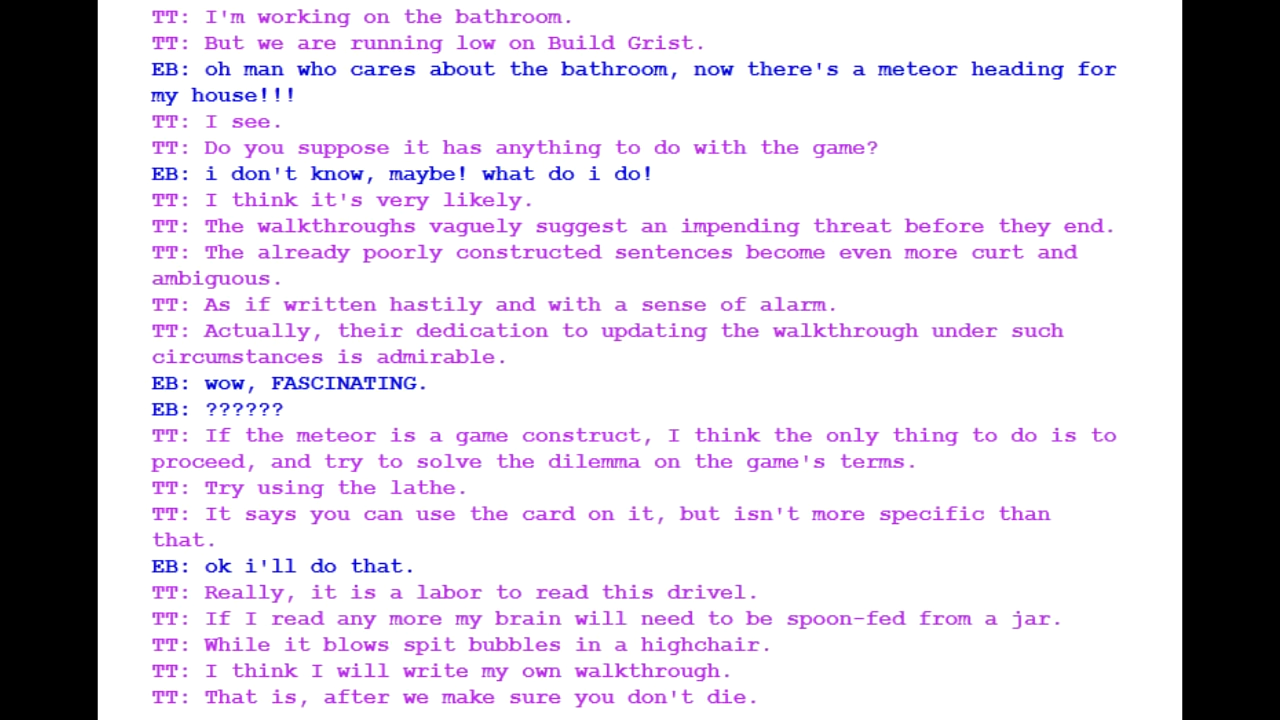 TT: I'm working on the bathroom.
TT: But we are running low on Build Grist.
EB: oh man who cares about the bathroom, now there's a meteor heading for
my house!!!
TT: I see.
TT: Do you suppose it has anything to do with the game?
EB: i don't know, maybe! what do i do!
TT: I think it's very likely.
TT: The walkthroughs vaguely suggest an impending threat before they end.
TT: The already poorly constructed sentences become even more curt and
ambiguous.
TT: As if written hastily and with a sense of alarm.
TT: Actually, their dedication to updating the walkthrough under such
circumstances is admirable.
EB: wow, FASCINATING.
EB: ??????
TT: If the meteor is a game construct, I think the only thing to do is to
proceed, and try to solve the dilemma on the game's terms.
TT: Try using the lathe.
TT: It says you can use the card on it, but isn't more specific than
that.
EB: ok i'll do that.
TT: Really, it is a labor to read this drivel.
TT: If I read any more my brain will need to be spoon-fed from a jar.
TT: While it blows spit bubbles in a highchair.
TT: I think I will write my own walkthrough.
TT: That is, after we make sure you don't die.